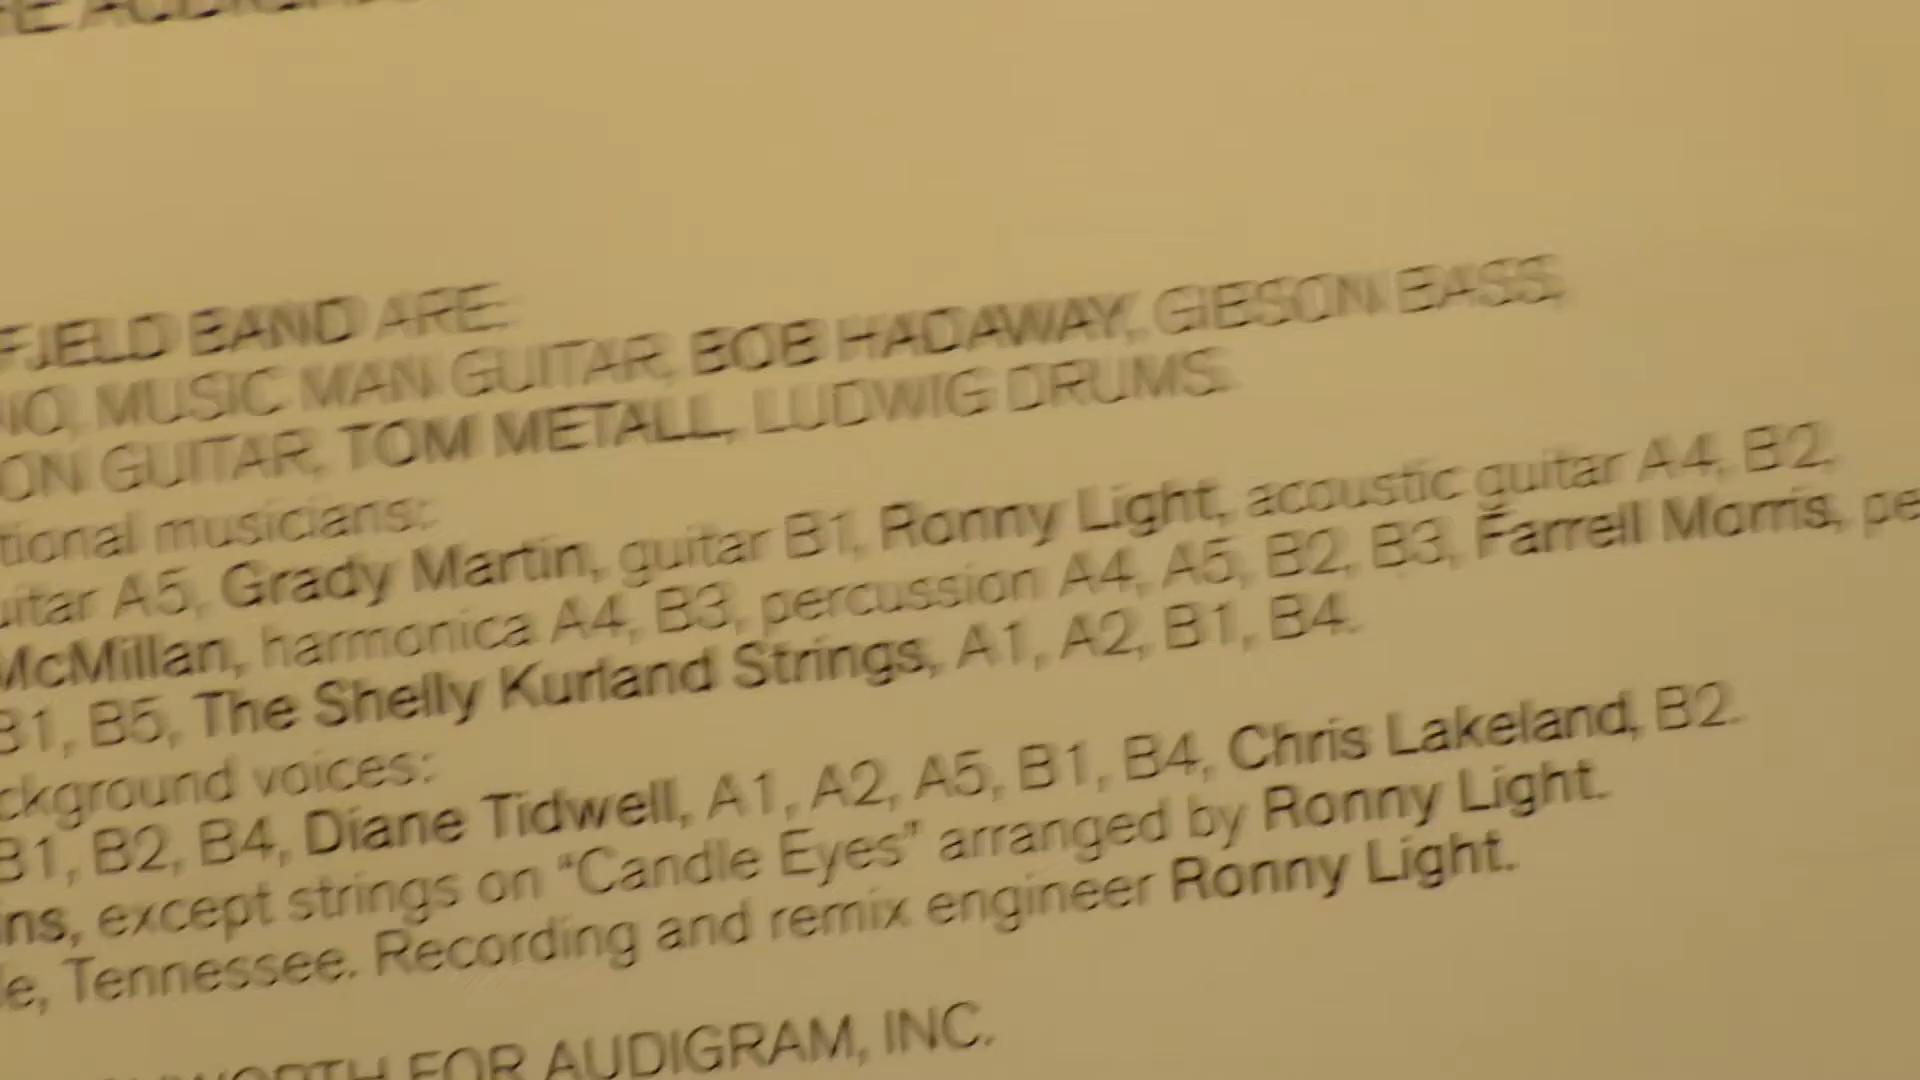 FIELD BAND ARE:
MUSIC MAN GUITAR, BOB HADAWAY, GIBSON BASS,
ON GUITAR, TOM METALL, LUDWIG DRUMS.
tional musicians:
uitar A5, Grady Martin, guitar B1, Ronny Light, acoustic guitar A4, B2,
McMillan, harmonica A4, B3, percussion A4, A5, B2, B3, Farrell Morris, pe
B1, B5, The Shelly Kurland Strings, A1, A2, B1, B4.
ckground voices:
B1, B2, B4, Diane Tidwell, A1, A2, A5, B1, B4, Chris Lakeland, B2.
ins, except strings on "Candle Eyes" arranged by Ronny Light.
le, Tennessee. Recording and remix engineer Ronny Light.
WORTH FOR AUDIGRAM, INC.